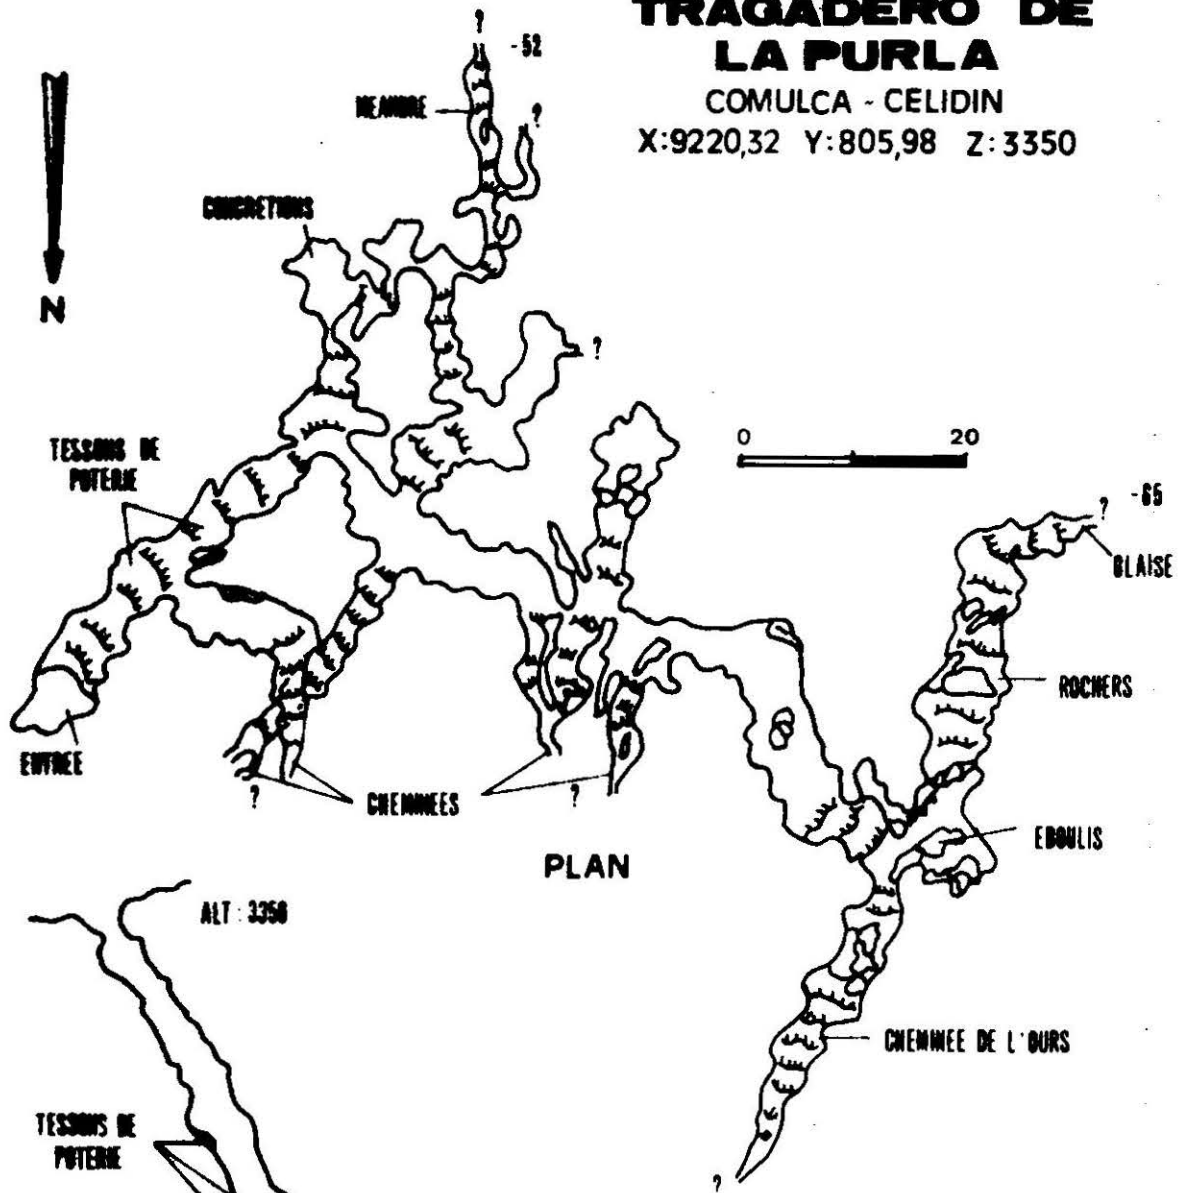 TRAGADERO DE
LA PURLA
COMULCA - CELIDIN
X:9220,32 Y:805,98 Z:3350
?
-52
MEANDRE
?
CONCRETIONS
N
?
0 20
TESSONS DE
POTERIE
? -65
GLAISE
ROCHERS
ENTREE
?
CHEMINEES
?
EBOULIS
PLAN
ALT : 3350
CHEMINEE DE L'OURS
TESSONS DE
POTERIE
?